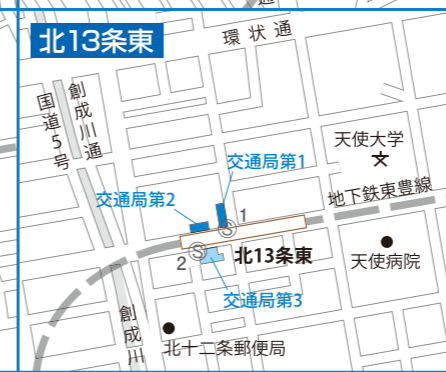 北13条東
環状通
国道5号
創成川通
天使大学
交通局第1
交通局第2
1
地下鉄東豊線
S
S
2
北13条東
天使病院
交通局第3
創成川
北十二条郵便局